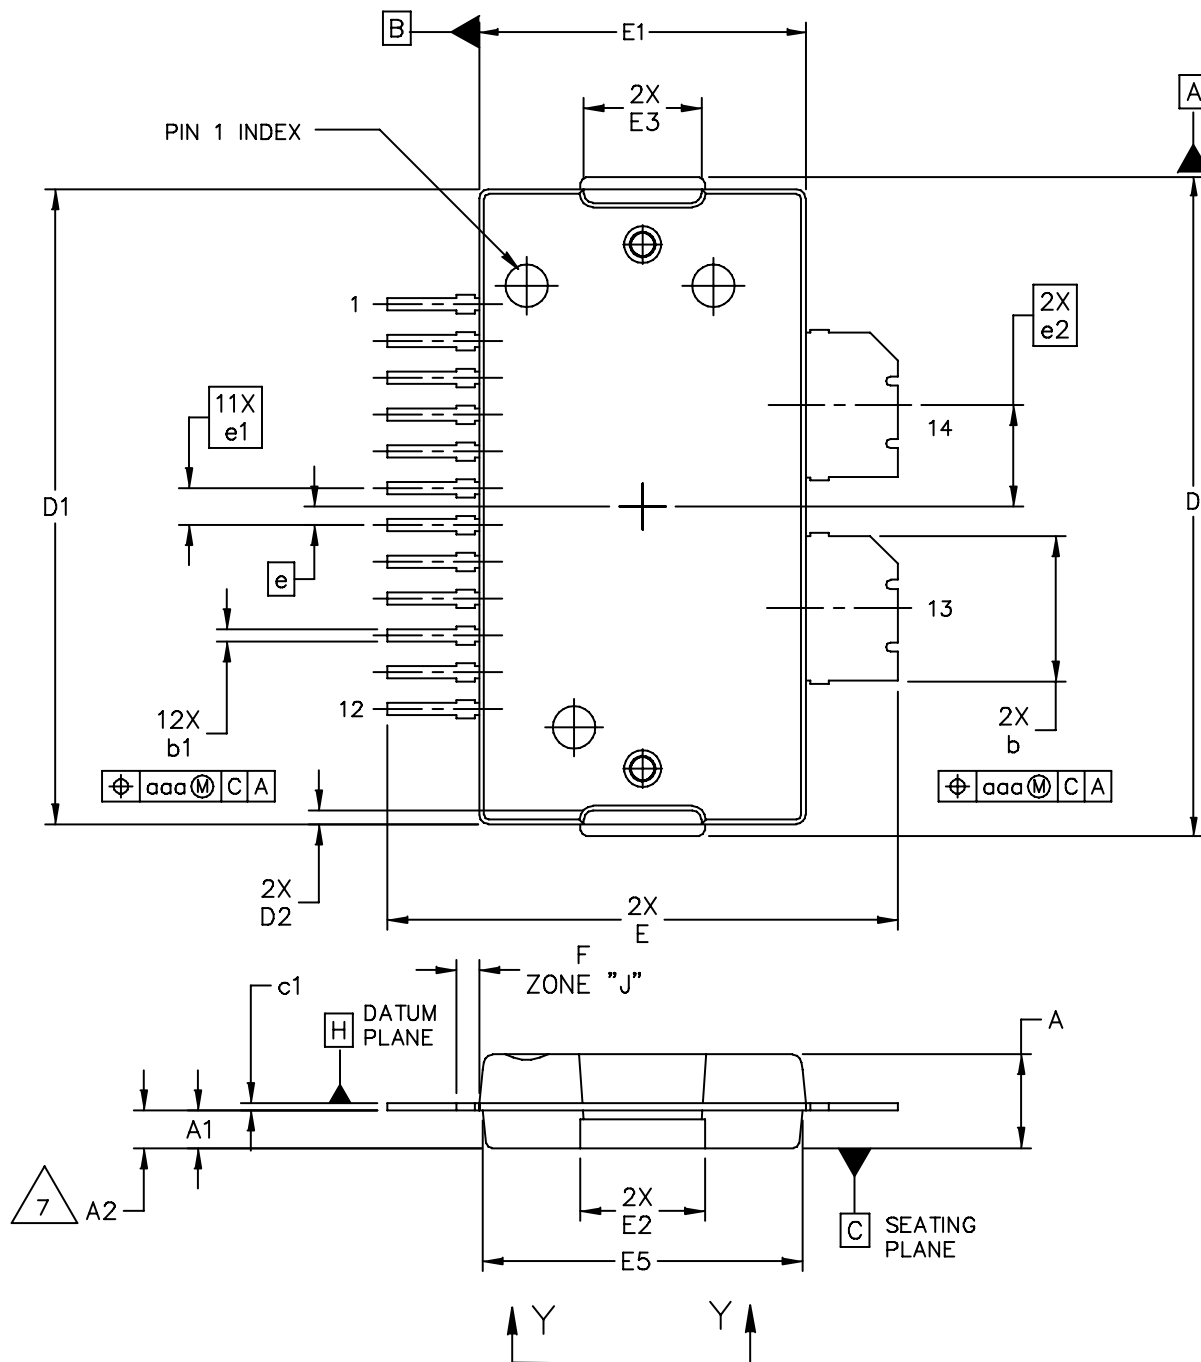 B
E1
A
2X
E3
PIN 1 INDEX
1
2X
e2
11X
e1
14
D1
D
e
13
12
12X
b1
2X
b
⌖ aaa Ⓜ C A
⌖ aaa Ⓜ C A
2X
D2
2X
E
F
ZONE "J"
c1
H
DATUM
PLANE
A
A1
7
A2
2X
E2
C
SEATING
PLANE
E5
Y
Y